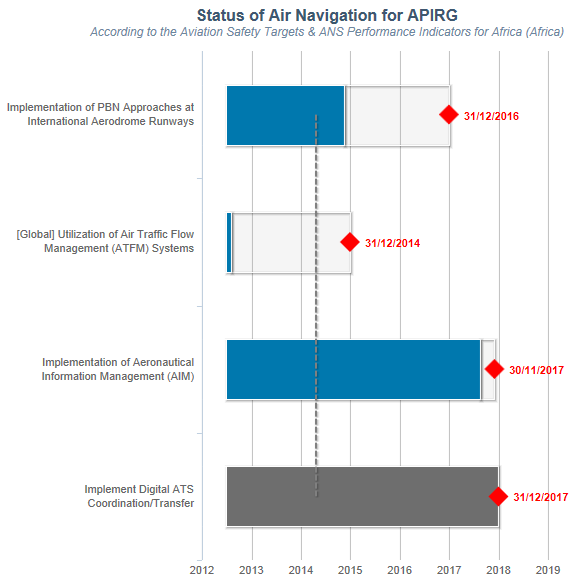 Status of Air Navigation for APIRG
According to the Aviation Safety Targets & ANS Performance Indicators for Africa (Africa)
Implementation of PBN Approaches at
International Aerodrome Runways
31/12/2016
[Global] Utilization of Air Traffic Flow
Management (ATFM) Systems
31/12/2014
Implementation of Aeronautical
Information Management (AIM)
30/11/2017
Implement Digital ATS
Coordination/Transfer
31/12/2017
2012 2013 2014 2015 2016 2017 2018 2019